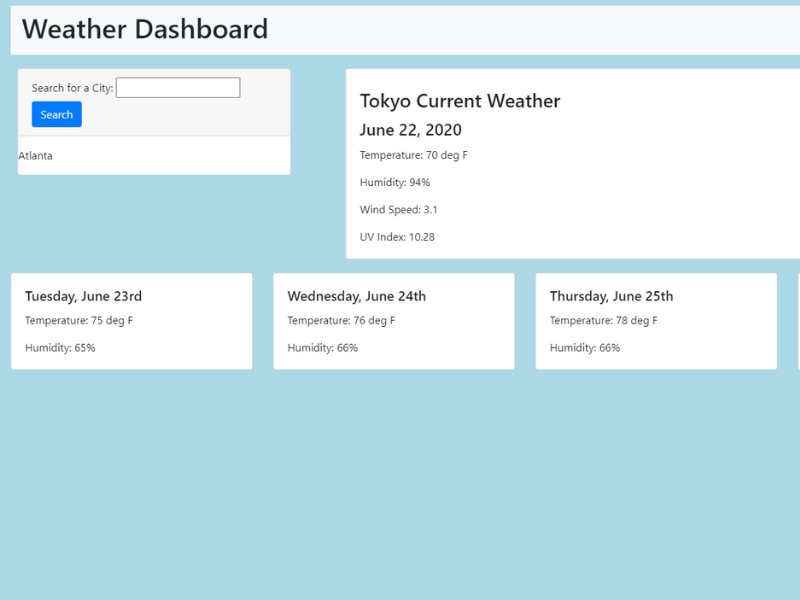 Weather Dashboard
Search for a City:
Search
Atlanta
Tokyo Current Weather
June 22, 2020
Temperature: 70 deg F
Humidity: 94%
Wind Speed: 3.1
UV Index: 10.28
Tuesday, June 23rd
Temperature: 75 deg F
Humidity: 65%
Wednesday, June 24th
Temperature: 76 deg F
Humidity: 66%
Thursday, June 25th
Temperature: 78 deg F
Humidity: 66%